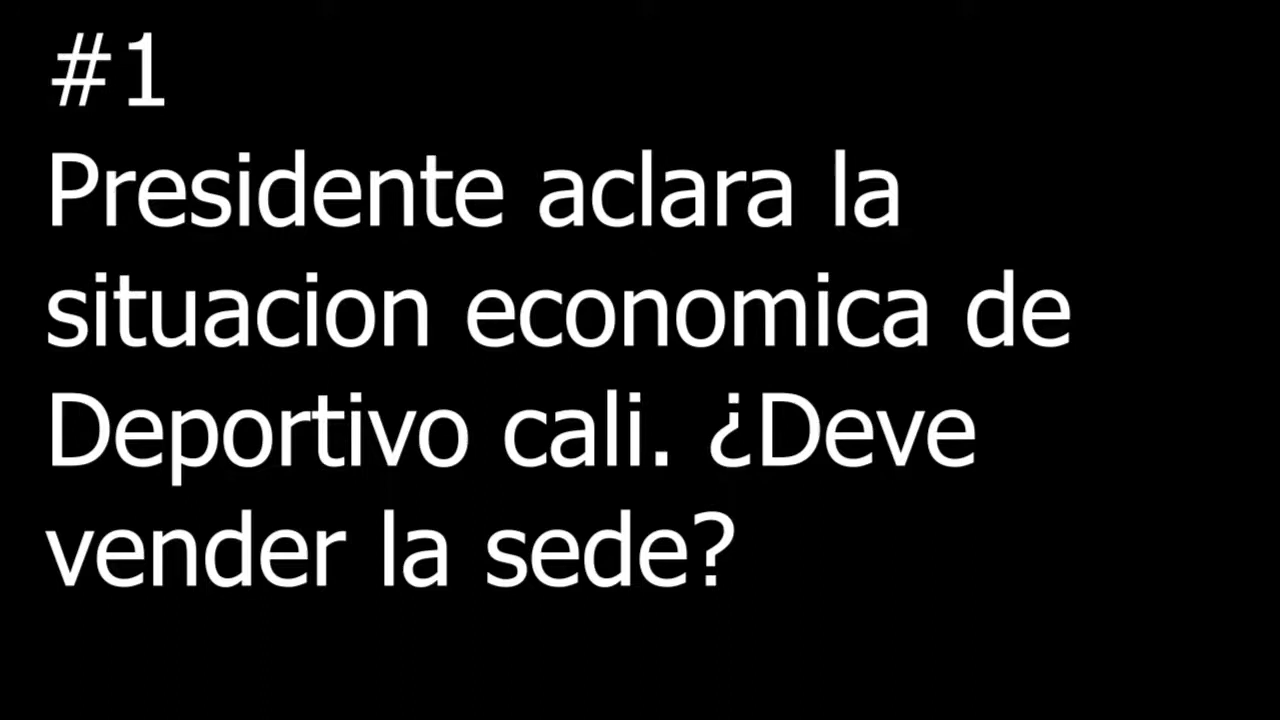 #1
Presidente aclara la
situacion economica de
Deportivo cali. ¿Deve
vender la sede?